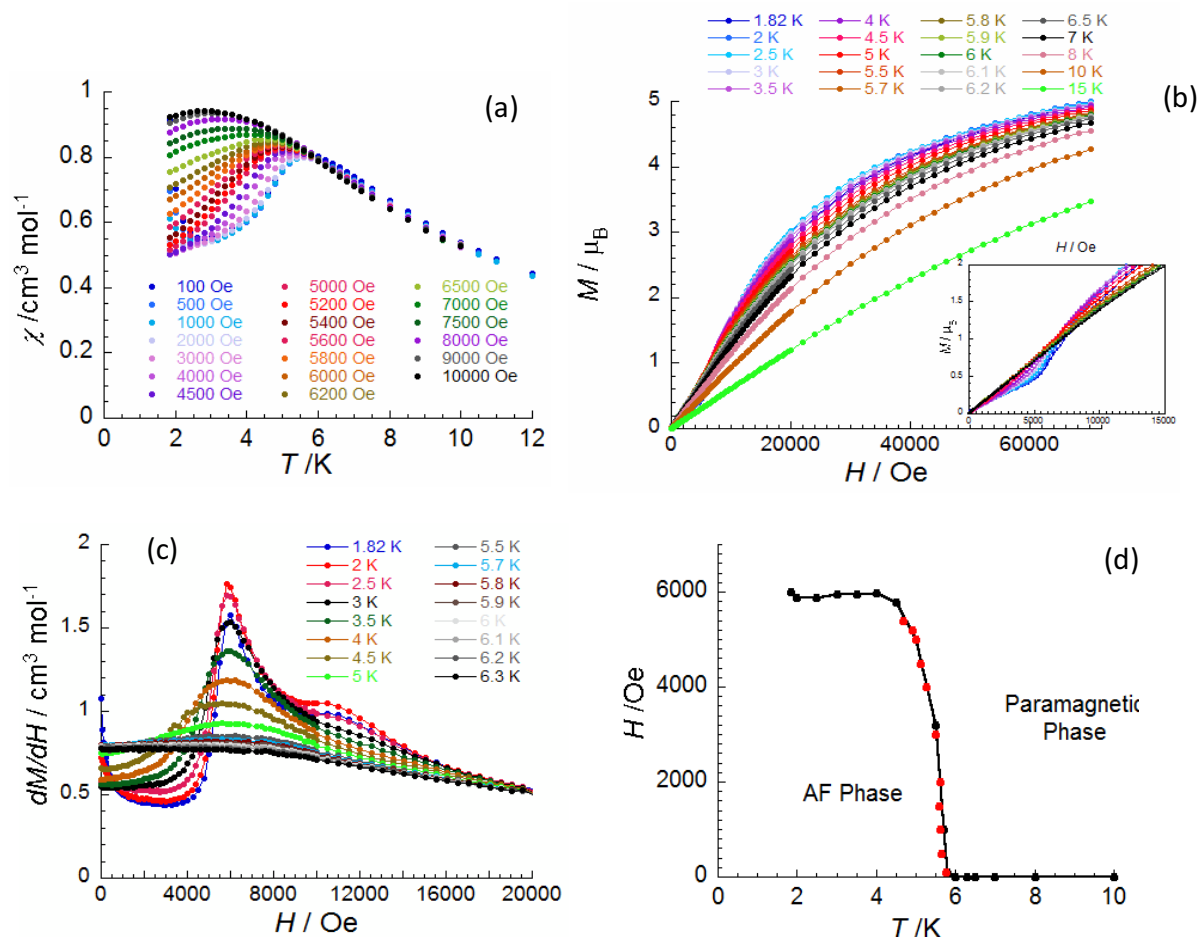 (a)
χ /cm³ mol⁻¹
1
0.8
0.6
0.4
0.2
0
0 2 4 6 8 10 12
T /K
100 Oe
500 Oe
1000 Oe
2000 Oe
3000 Oe
4000 Oe
4500 Oe
5000 Oe
5200 Oe
5400 Oe
5600 Oe
5800 Oe
6000 Oe
6200 Oe
6500 Oe
7000 Oe
7500 Oe
8000 Oe
9000 Oe
10000 Oe
(b)
1.82 K
2 K
2.5 K
3 K
3.5 K
4 K
4.5 K
5 K
5.5 K
5.7 K
5.8 K
5.9 K
6 K
6.1 K
6.2 K
6.5 K
7 K
8 K
10 K
15 K
M / μB
5
4
3
2
1
0
0 20000 40000 60000
H / Oe
H / Oe
M / μB
2
1.5
1
0.5
0
0 5000 10000 15000
(c)
1.82 K
2 K
2.5 K
3 K
3.5 K
4 K
4.5 K
5 K
5.5 K
5.7 K
5.8 K
5.9 K
6 K
6.1 K
6.2 K
6.3 K
dM/dH / cm³ mol⁻¹
2
1.5
1
0.5
0
0 4000 8000 12000 16000 20000
H / Oe
(d)
H /Oe
6000
4000
2000
0
0 2 4 6 8 10
T /K
AF Phase
Paramagnetic
Phase